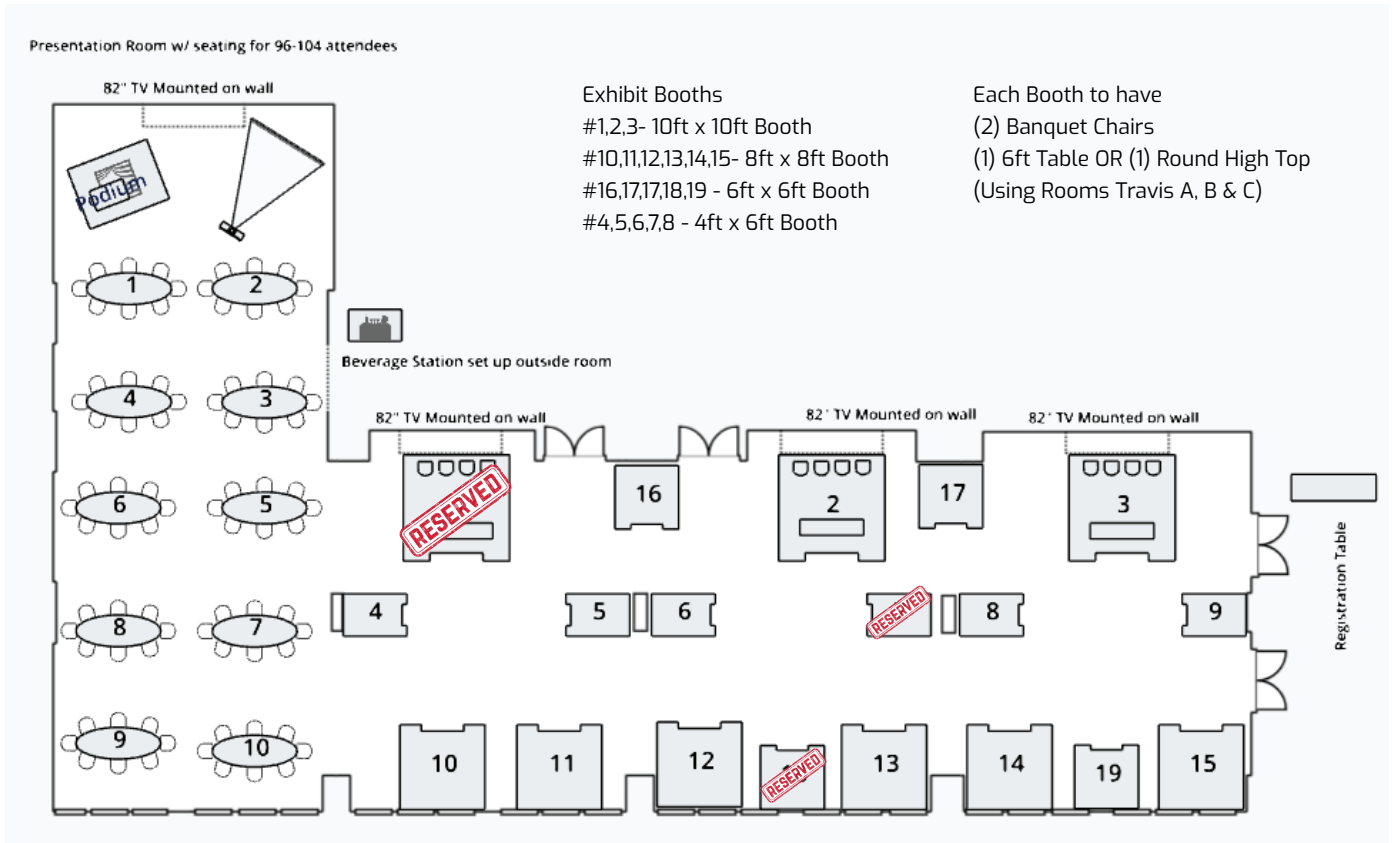 Presentation Room w/ seating for 96-104 attendees
82" TV Mounted on wall
Exhibit Booths
#1,2,3- 10ft x 10ft Booth
#10,11,12,13,14,15- 8ft x 8ft Booth
#16,17,17,18,19 - 6ft x 6ft Booth
#4,5,6,7,8 - 4ft x 6ft Booth
Each Booth to have
(2) Banquet Chairs
(1) 6ft Table OR (1) Round High Top
(Using Rooms Travis A, B & C)
Podium
1
2
Beverage Station set up outside room
4
3
82" TV Mounted on wall
82" TV Mounted on wall
82" TV Mounted on wall
6
5
RESERVED
16
2
17
3
Registration Table
8
7
4
5
6
RESERVED
8
9
9
10
10
11
12
RESERVED
13
14
19
15